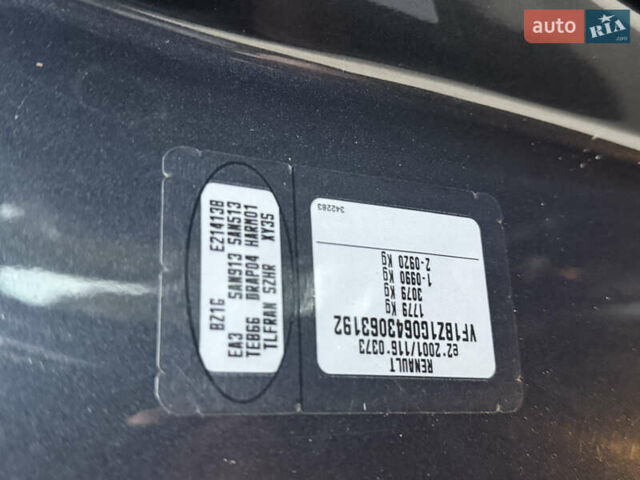 auto RIA.com
RENAULT
e2*2001/116*0373
VF1BZ1G0643063192
1779 Kg
3079 Kg
1-0990 Kg
2-0920 Kg
342283
BZ1G E21413B
EA3 SAN913 SAN513
TEB66 DRAP04 HARM01
TLFRAN SZHR XY35